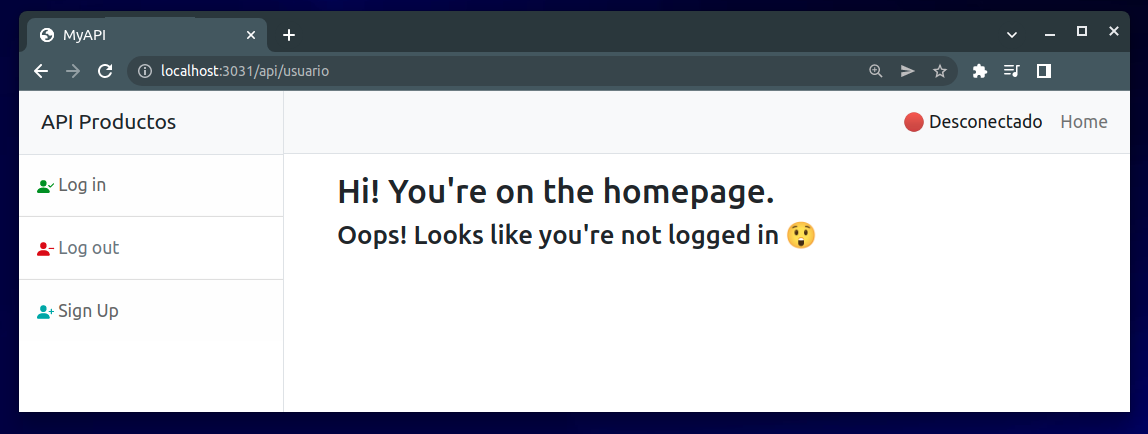 MyAPI
localhost:3031/api/usuario
API Productos
Desconectado Home
Log in
Log out
Sign Up
Hi! You're on the homepage.
Oops! Looks like you're not logged in 😲